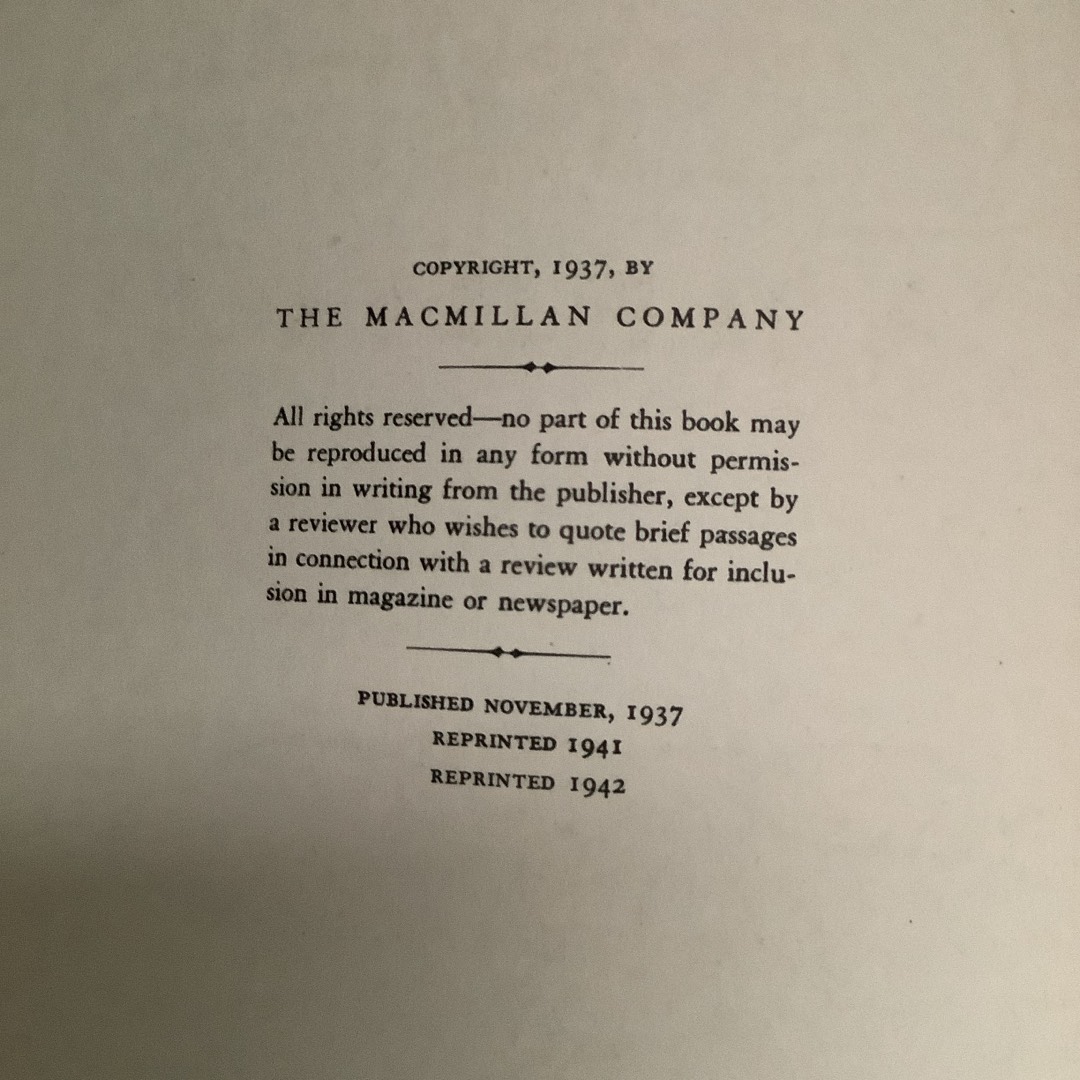 COPYRIGHT, 1937, BY
THE MACMILLAN COMPANY
All rights reserved—no part of this book may
be reproduced in any form without permis-
sion in writing from the publisher, except by
a reviewer who wishes to quote brief passages
in connection with a review written for inclu-
sion in magazine or newspaper.
PUBLISHED NOVEMBER, 1937
REPRINTED 1941
REPRINTED 1942